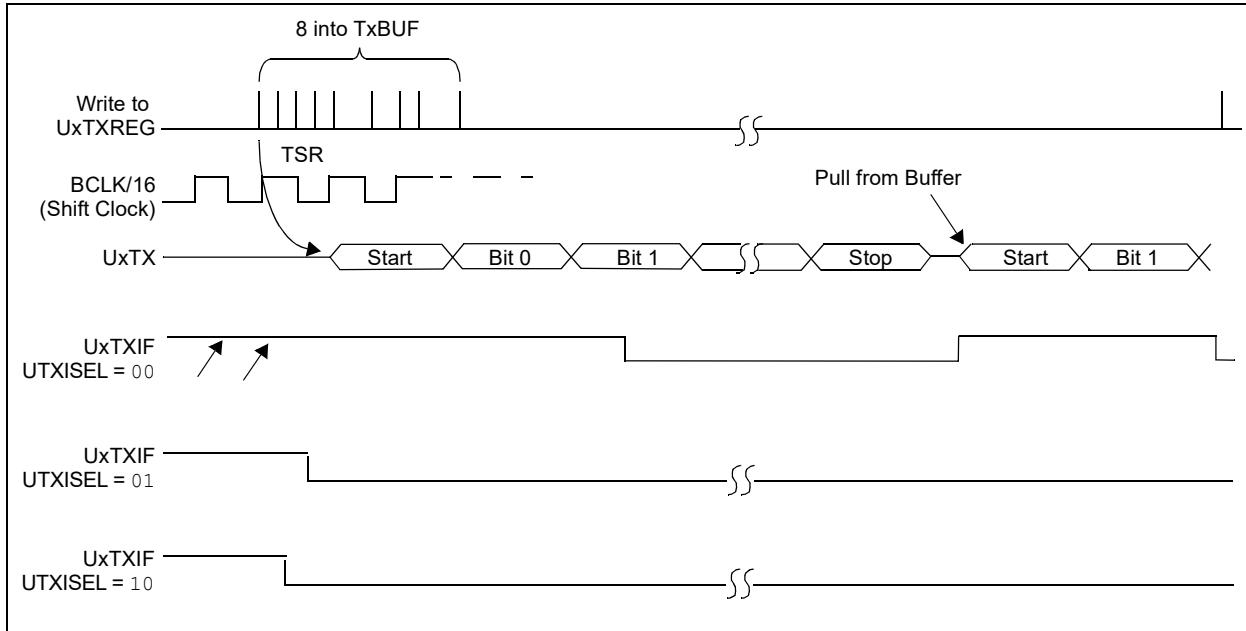 8 into TxBUF
Write to
UxTXREG
TSR
BCLK/16
(Shift Clock)
Pull from Buffer
UxTX
Start
Bit 0
Bit 1
Stop
Start
Bit 1
UxTXIF
UTXISEL = 00
UxTXIF
UTXISEL = 01
UxTXIF
UTXISEL = 10